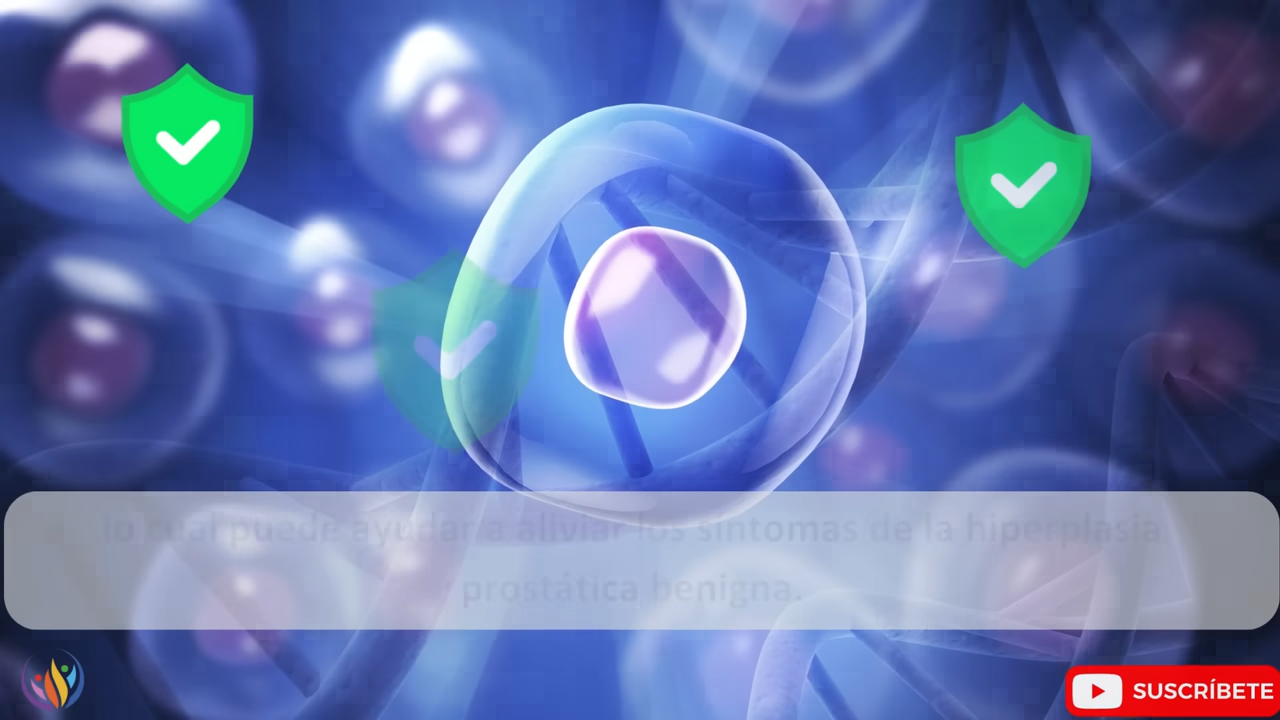 lo cual puede ayudar a aliviar los síntomas de la hiperplasia
prostática benigna.
SUSCRÍBETE